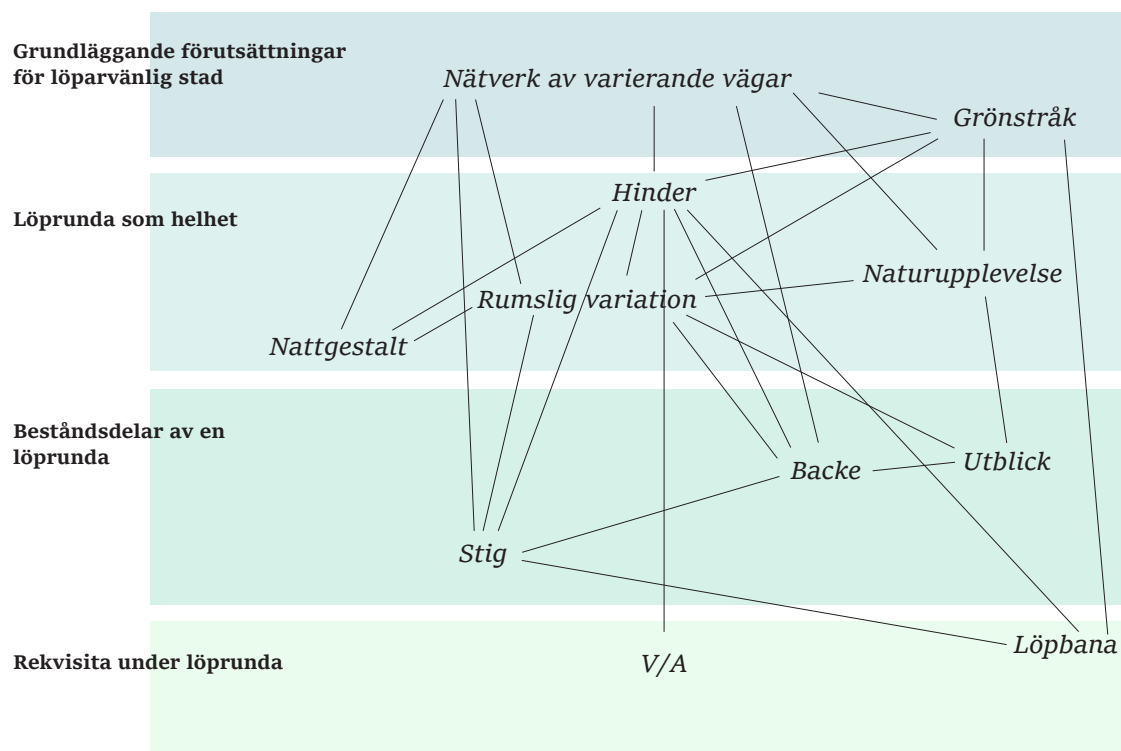 Grundläggande förutsättningar
för löparvänlig stad
Nätverk av varierande vägar
Grönstråk
Hinder
Löprunda som helhet
Naturupplevelse
Rumslig variation
Nattgestalt
Beståndsdelar av en
löprunda
Utblick
Backe
Stig
Löpbana
Rekvisita under löprunda
V/A